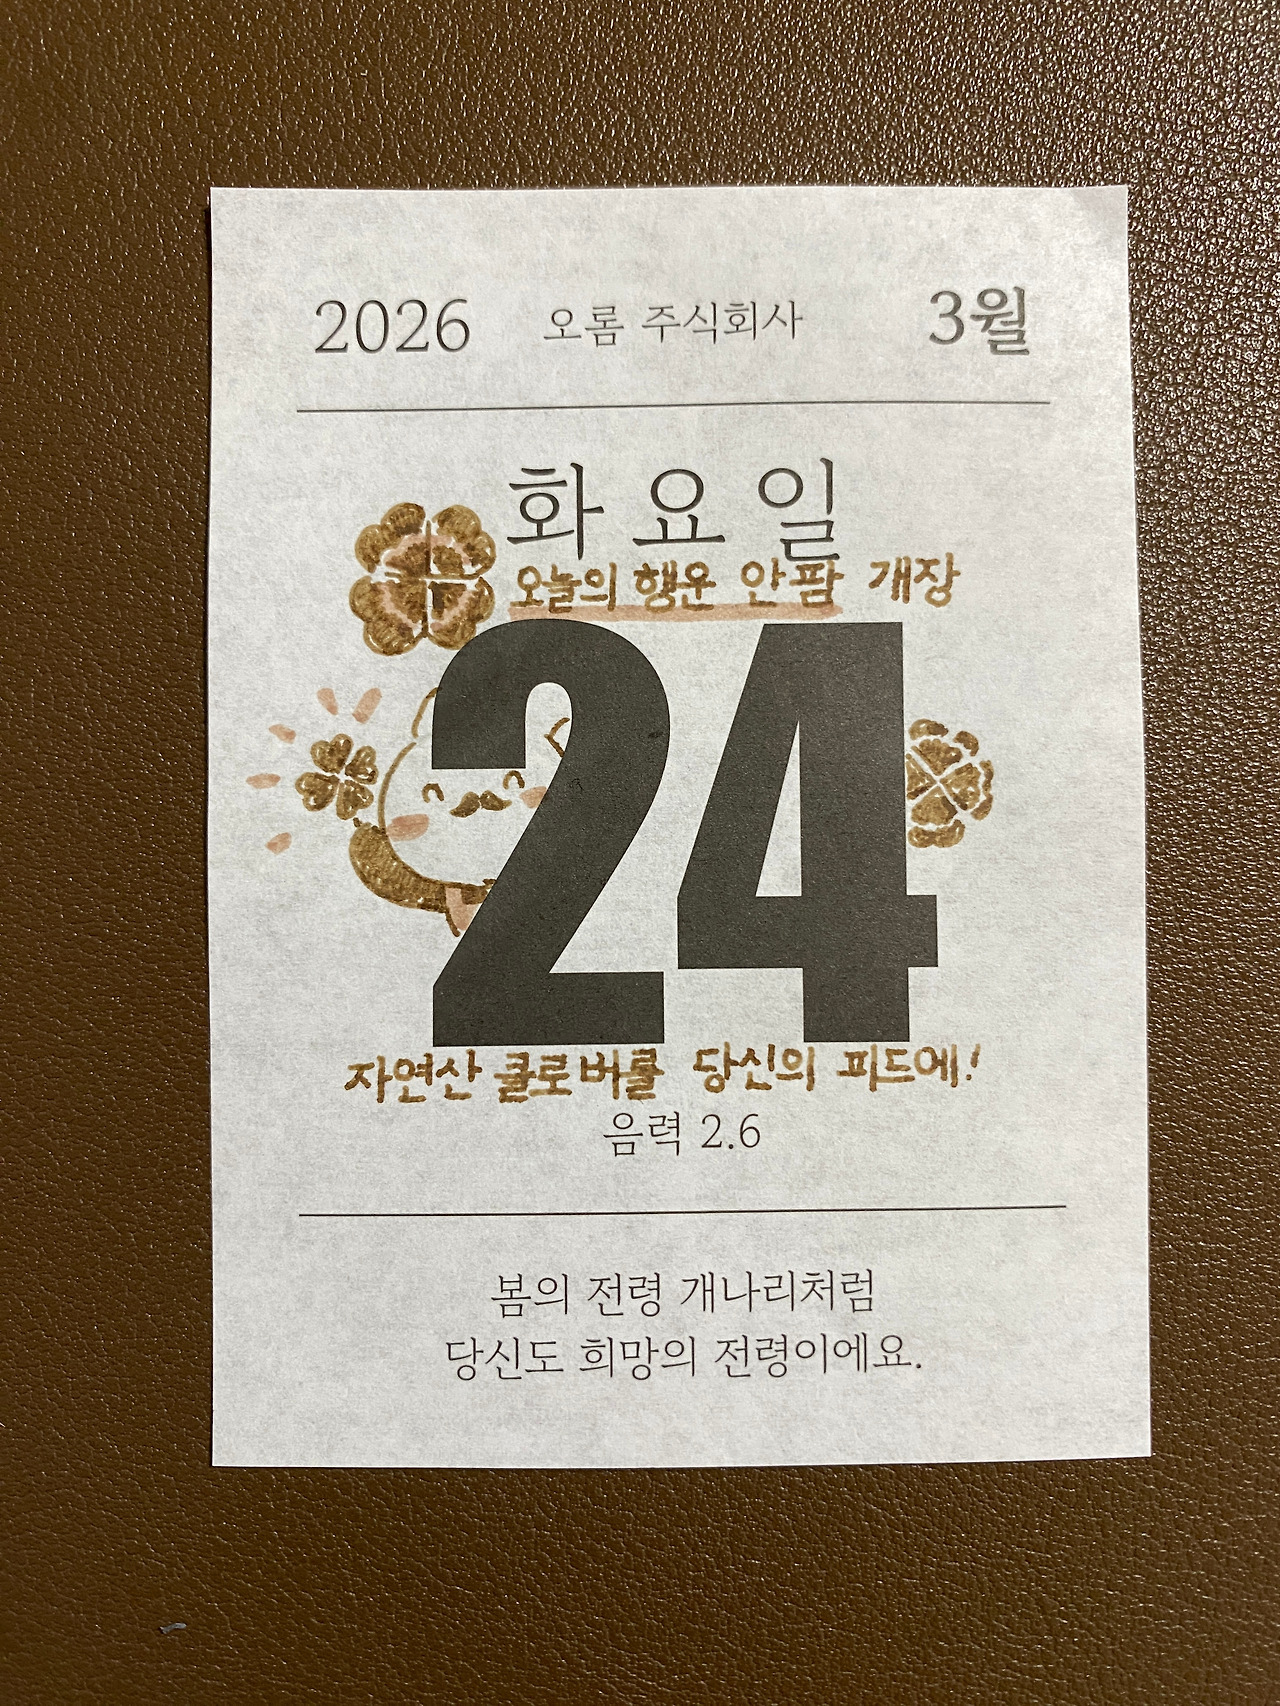 2026 오롬 주식회사 3월
화요일
오늘의 행운 안팜 개장
24
자연산 클로버를 당신의 피드에!
음력 2.6
봄의 전령 개나리처럼
당신도 희망의 전령이에요.